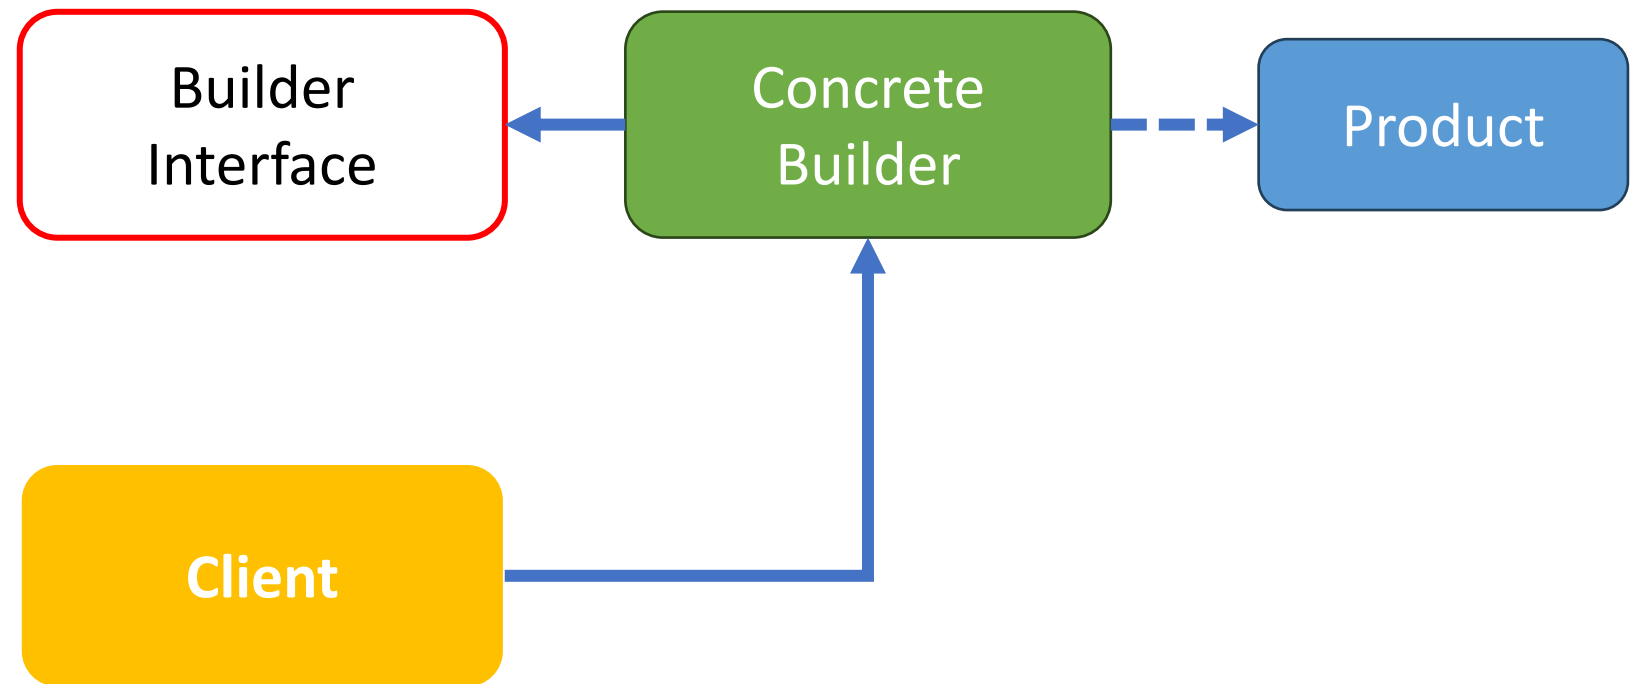 Builder
Interface
Concrete
Builder
Product
Client